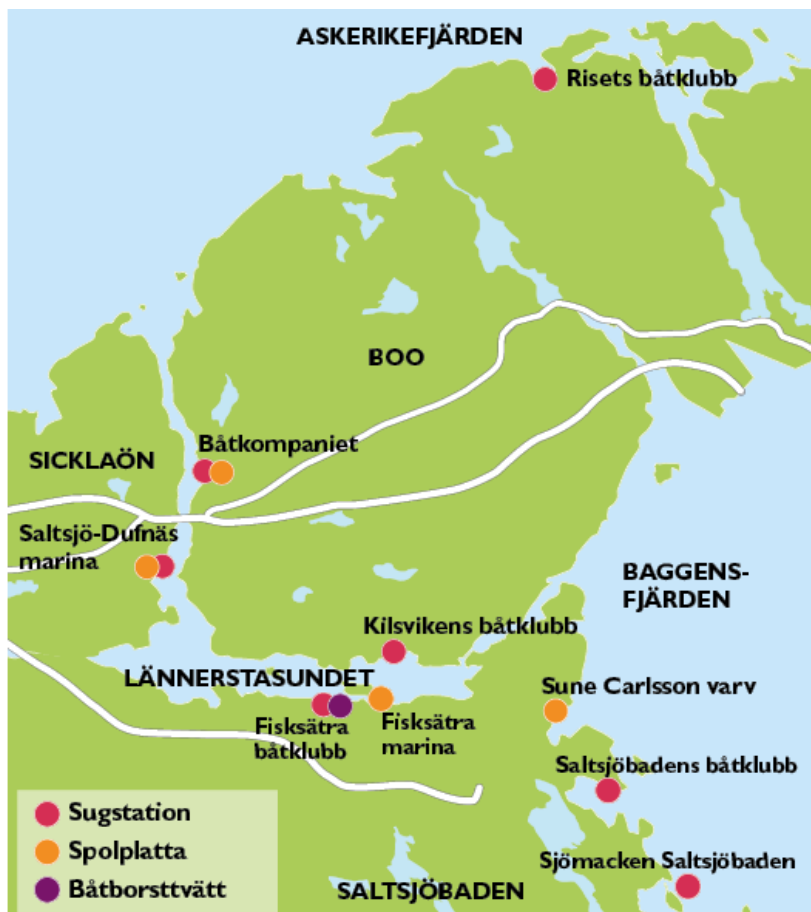 ASKERIKEFJÄRDEN
Risets båtklubb
BOO
Båtkompaniet
SICKLAÖN
Saltsjö-Dufnäs
marina
BAGGENS-
FJÄRDEN
Kilsvikens båtklubb
LÄNNERSTASUNDET
Sune Carlsson varv
Fisksätra
båtklubb
Fisksätra
marina
Saltsjöbadens båtklubb
Sugstation
Spolplatta
Båtborsttvätt
Sjömacken Saltsjöbaden
SALTSJÖBADEN